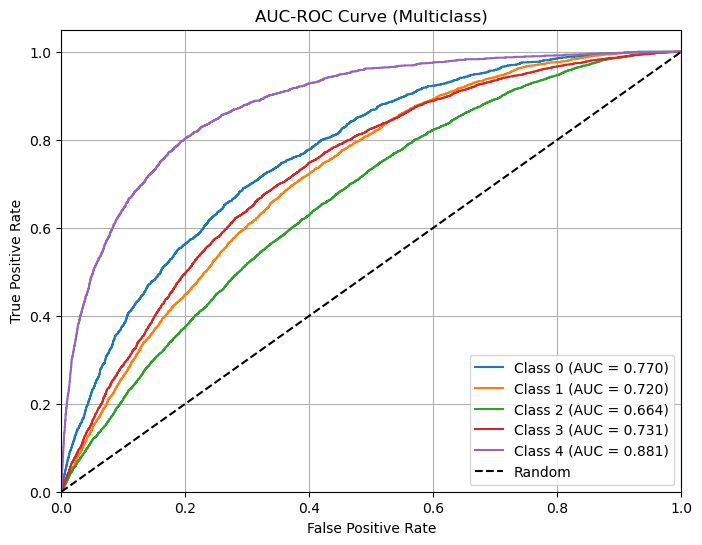 AUC-ROC Curve (Multiclass)
True Positive Rate
1.0
0.8
0.6
0.4
0.2
0.0
Class 0 (AUC = 0.770)
Class 1 (AUC = 0.720)
Class 2 (AUC = 0.664)
Class 3 (AUC = 0.731)
Class 4 (AUC = 0.881)
Random
0.0 0.2 0.4 0.6 0.8 1.0
False Positive Rate